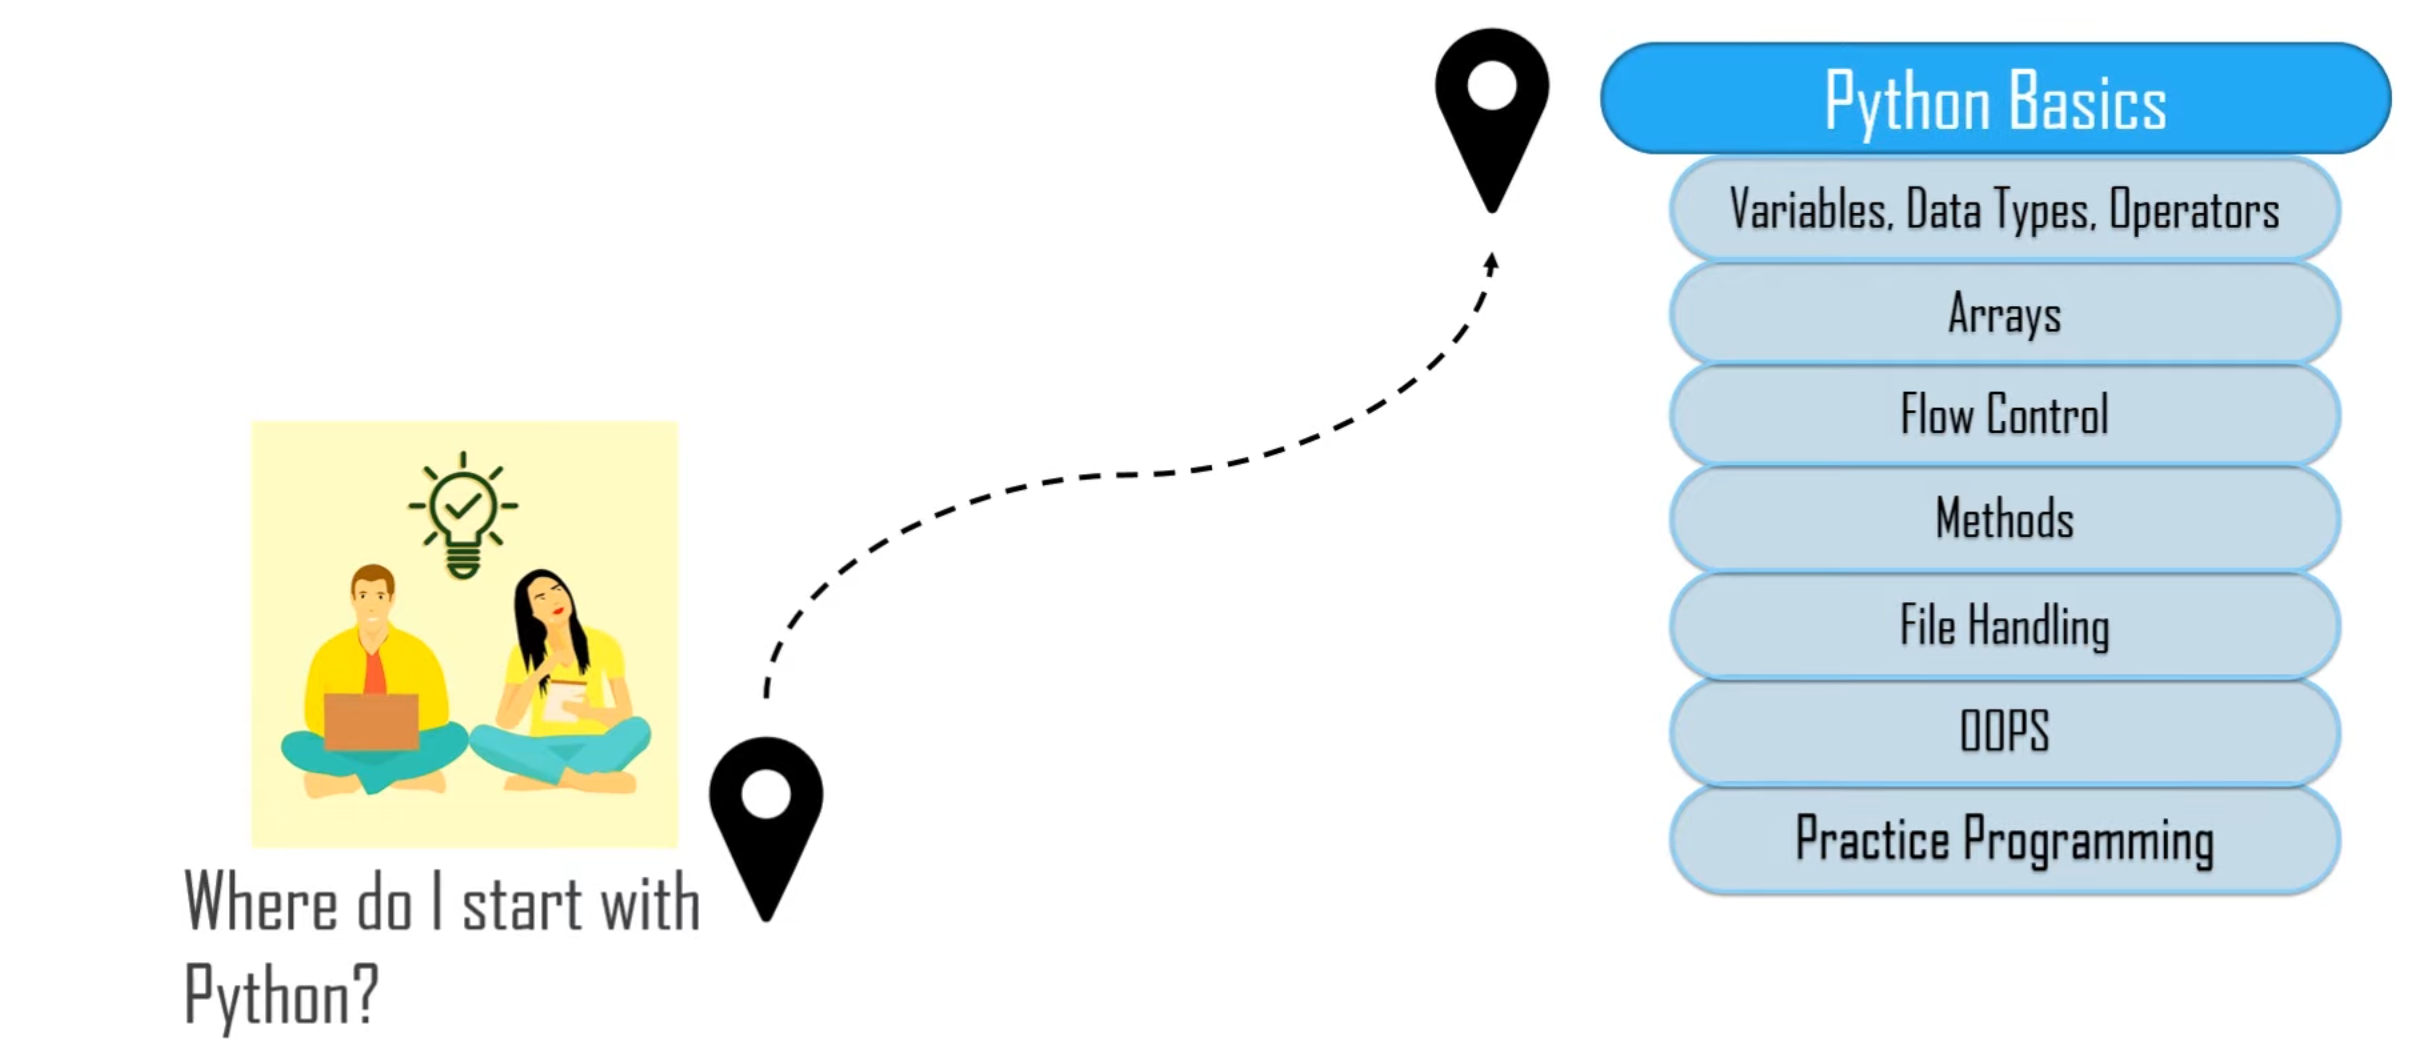 Python Basics
Variables, Data Types, Operators
Arrays
Flow Control
Methods
File Handling
OOPS
Practice Programming
Where do I start with
Python?